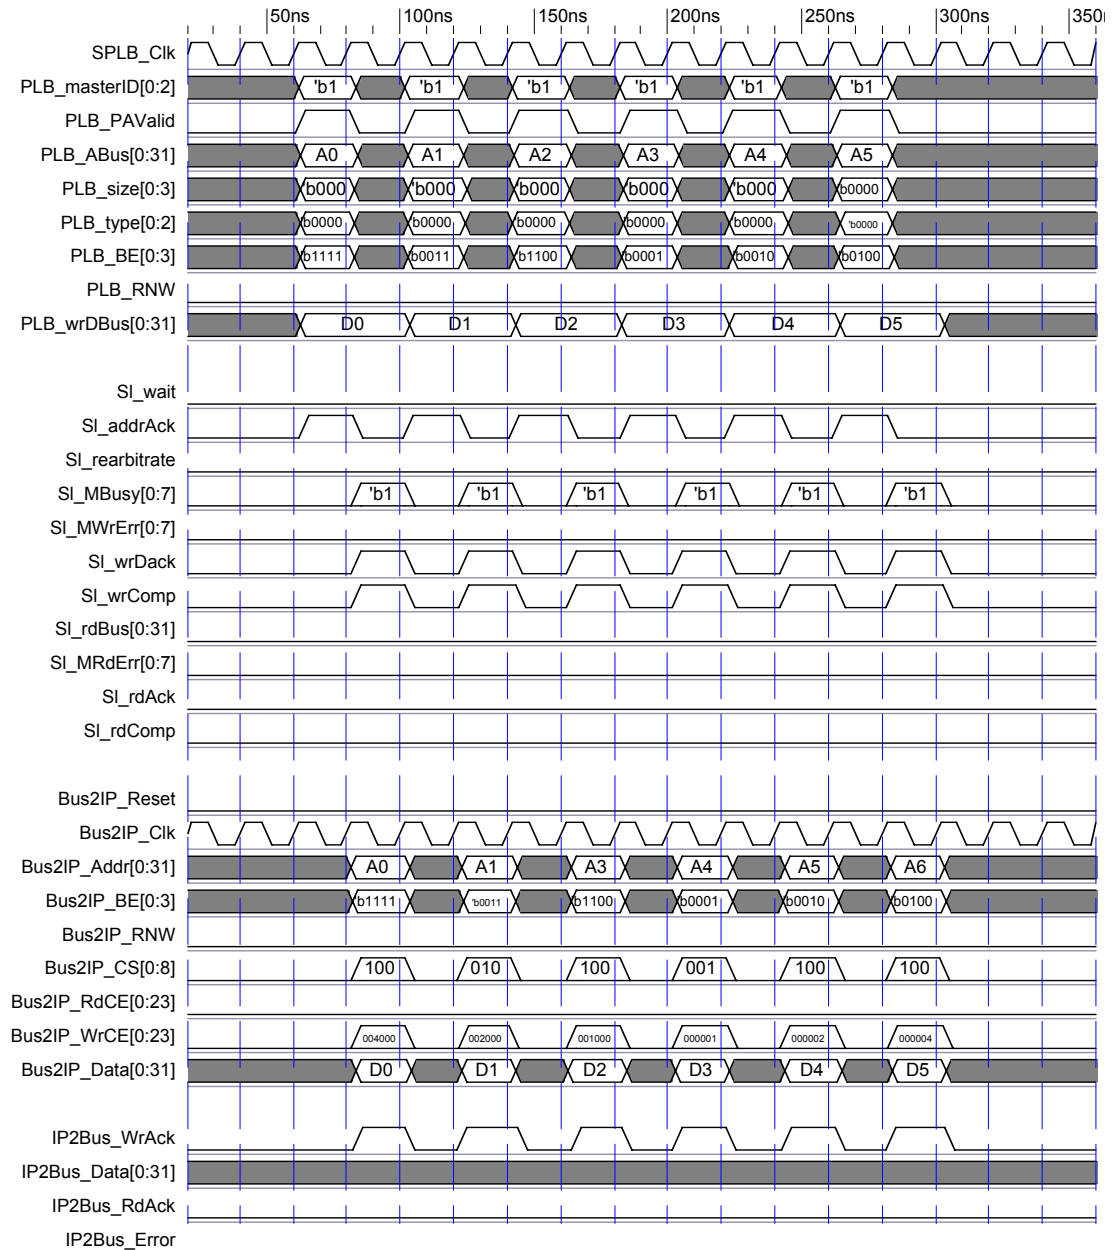 50ns 100ns 150ns 200ns 250ns 300ns 350n
SPLB_Clk
PLB_masterID[0:2] 'b1 'b1 'b1 'b1 'b1 'b1
PLB_PAValid
PLB_ABus[0:31] A0 A1 A2 A3 A4 A5
PLB_size[0:3] 'b000 'b000 'b000 'b000 'b000 b0000
PLB_type[0:2] b0000 b0000 b0000 b0000 b0000 'b0000
PLB_BE[0:3] b1111 b0011 b1100 b0001 b0010 b0100
PLB_RNW
PLB_wrDBus[0:31] D0 D1 D2 D3 D4 D5
Sl_wait
Sl_addrAck
Sl_rearbitrate
Sl_MBusy[0:7] 'b1 'b1 'b1 'b1 'b1 'b1
Sl_MWrErr[0:7]
Sl_wrDack
Sl_wrComp
Sl_rdBus[0:31]
Sl_MRdErr[0:7]
Sl_rdAck
Sl_rdComp
Bus2IP_Reset
Bus2IP_Clk
Bus2IP_Addr[0:31] A0 A1 A3 A4 A5 A6
Bus2IP_BE[0:3] b1111 'b0011 b1100 b0001 b0010 b0100
Bus2IP_RNW
Bus2IP_CS[0:8] 100 010 100 001 100 100
Bus2IP_RdCE[0:23]
Bus2IP_WrCE[0:23] 004000 002000 001000 000001 000002 000004
Bus2IP_Data[0:31] D0 D1 D2 D3 D4 D5
IP2Bus_WrAck
IP2Bus_Data[0:31]
IP2Bus_RdAck
IP2Bus_Error